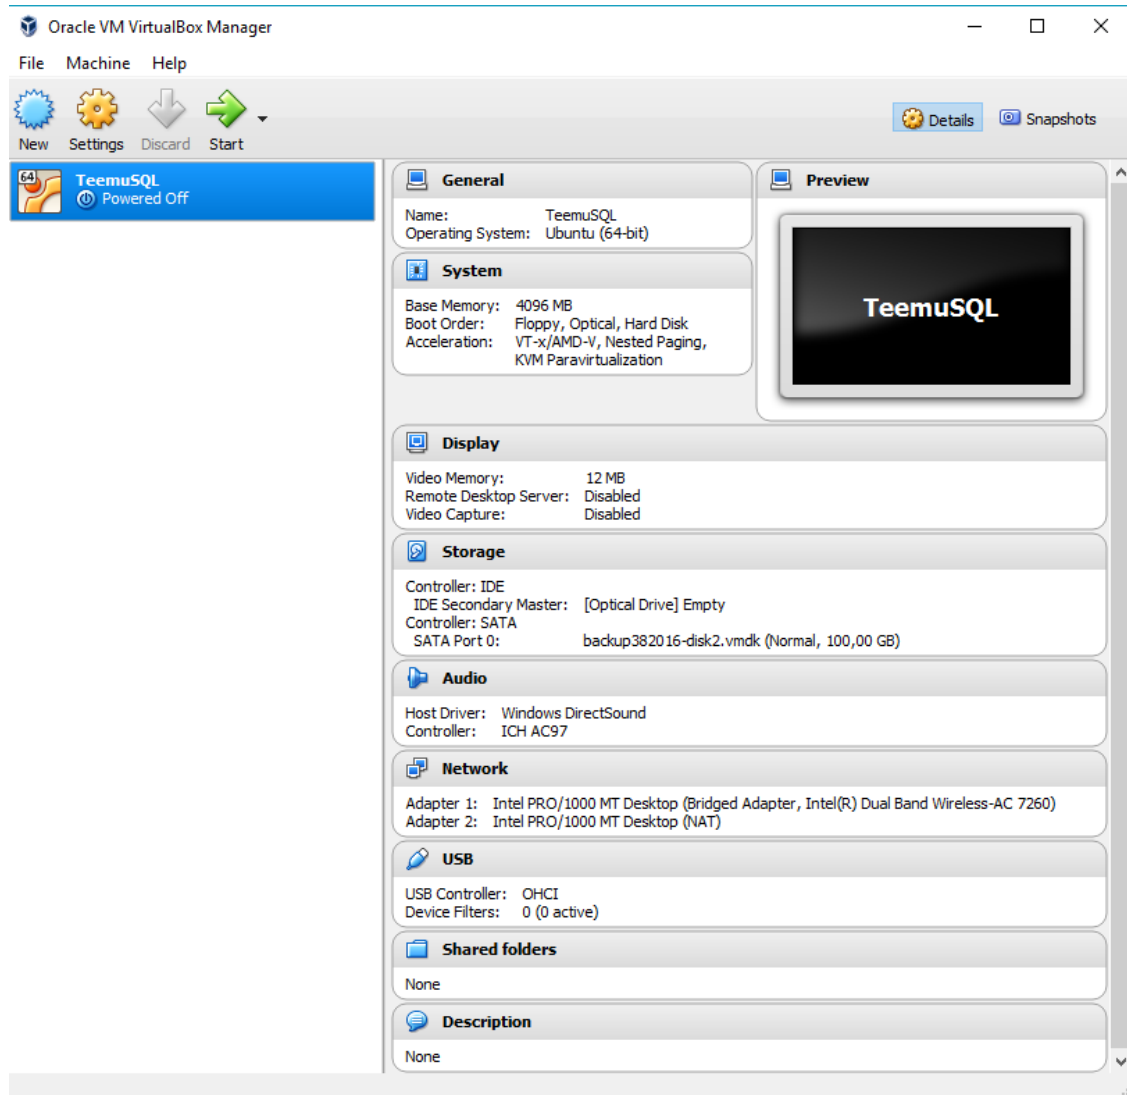 Oracle VM VirtualBox Manager
File Machine Help
New Settings Discard Start
Details Snapshots
64
TeemuSQL
Powered Off
General
Name: TeemuSQL
Operating System: Ubuntu (64-bit)
System
Base Memory: 4096 MB
Boot Order: Floppy, Optical, Hard Disk
Acceleration: VT-x/AMD-V, Nested Paging,
KVM Paravirtualization
Preview
TeemuSQL
Display
Video Memory: 12 MB
Remote Desktop Server: Disabled
Video Capture: Disabled
Storage
Controller: IDE
IDE Secondary Master: [Optical Drive] Empty
Controller: SATA
SATA Port 0: backup382016-disk2.vmdk (Normal, 100,00 GB)
Audio
Host Driver: Windows DirectSound
Controller: ICH AC97
Network
Adapter 1: Intel PRO/1000 MT Desktop (Bridged Adapter, Intel(R) Dual Band Wireless-AC 7260)
Adapter 2: Intel PRO/1000 MT Desktop (NAT)
USB
USB Controller: OHCI
Device Filters: 0 (0 active)
Shared folders
None
Description
None